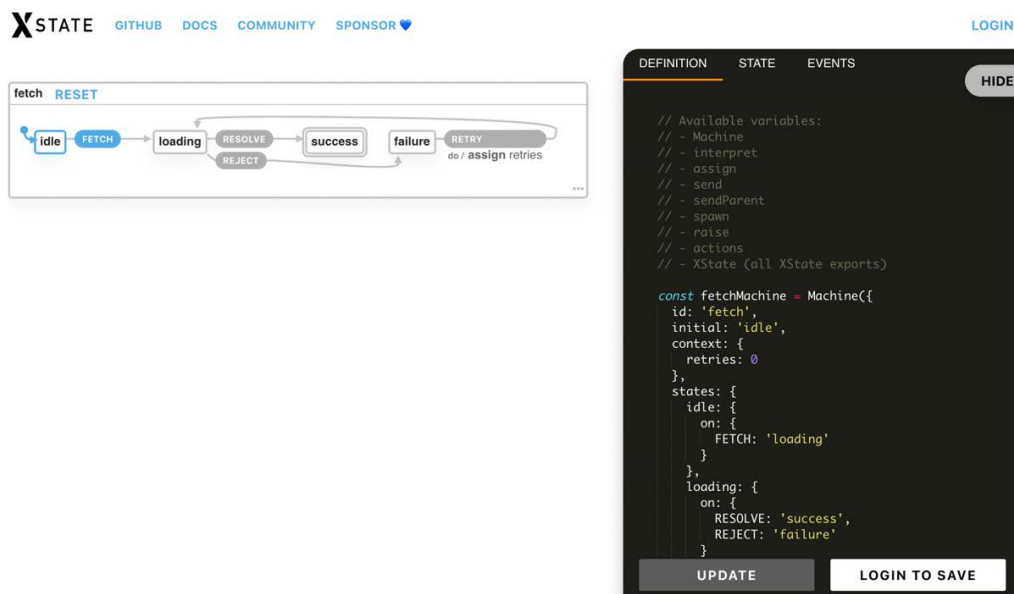 XSTATE GITHUB DOCS COMMUNITY SPONSOR 💙 LOGIN
fetch RESET
idle FETCH loading RESOLVE success failure RETRY
REJECT do / assign retries
DEFINITION STATE EVENTS
HIDE
// Available variables:
// - Machine
// - interpret
// - assign
// - send
// - sendParent
// - spawn
// - raise
// - actions
// - XState (all XState exports)
const fetchMachine = Machine({
id: 'fetch',
initial: 'idle',
context: {
retries: 0
},
states: {
idle: {
on: {
FETCH: 'loading'
}
},
loading: {
on: {
RESOLVE: 'success',
REJECT: 'failure'
}
UPDATE LOGIN TO SAVE